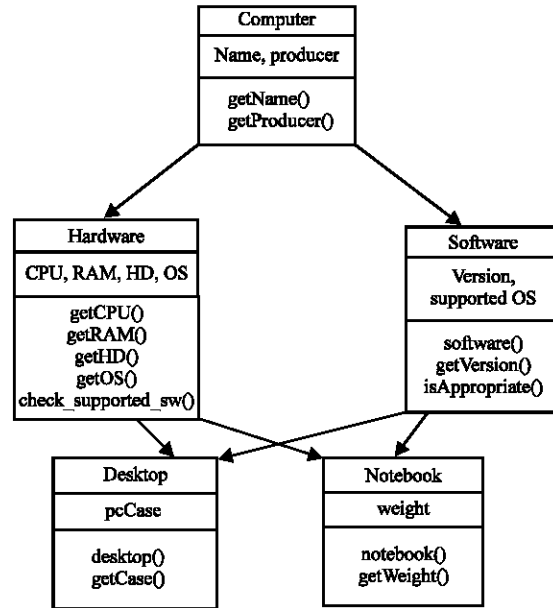 Computer
Name, producer
getName()
getProducer()
Hardware
CPU, RAM, HD, OS
getCPU()
getRAM()
getHD()
getOS()
check_supported_sw()
Software
Version,
supported OS
software()
getVersion()
isAppropriate()
Desktop
pcCase
desktop()
getCase()
Notebook
weight
notebook()
getWeight()